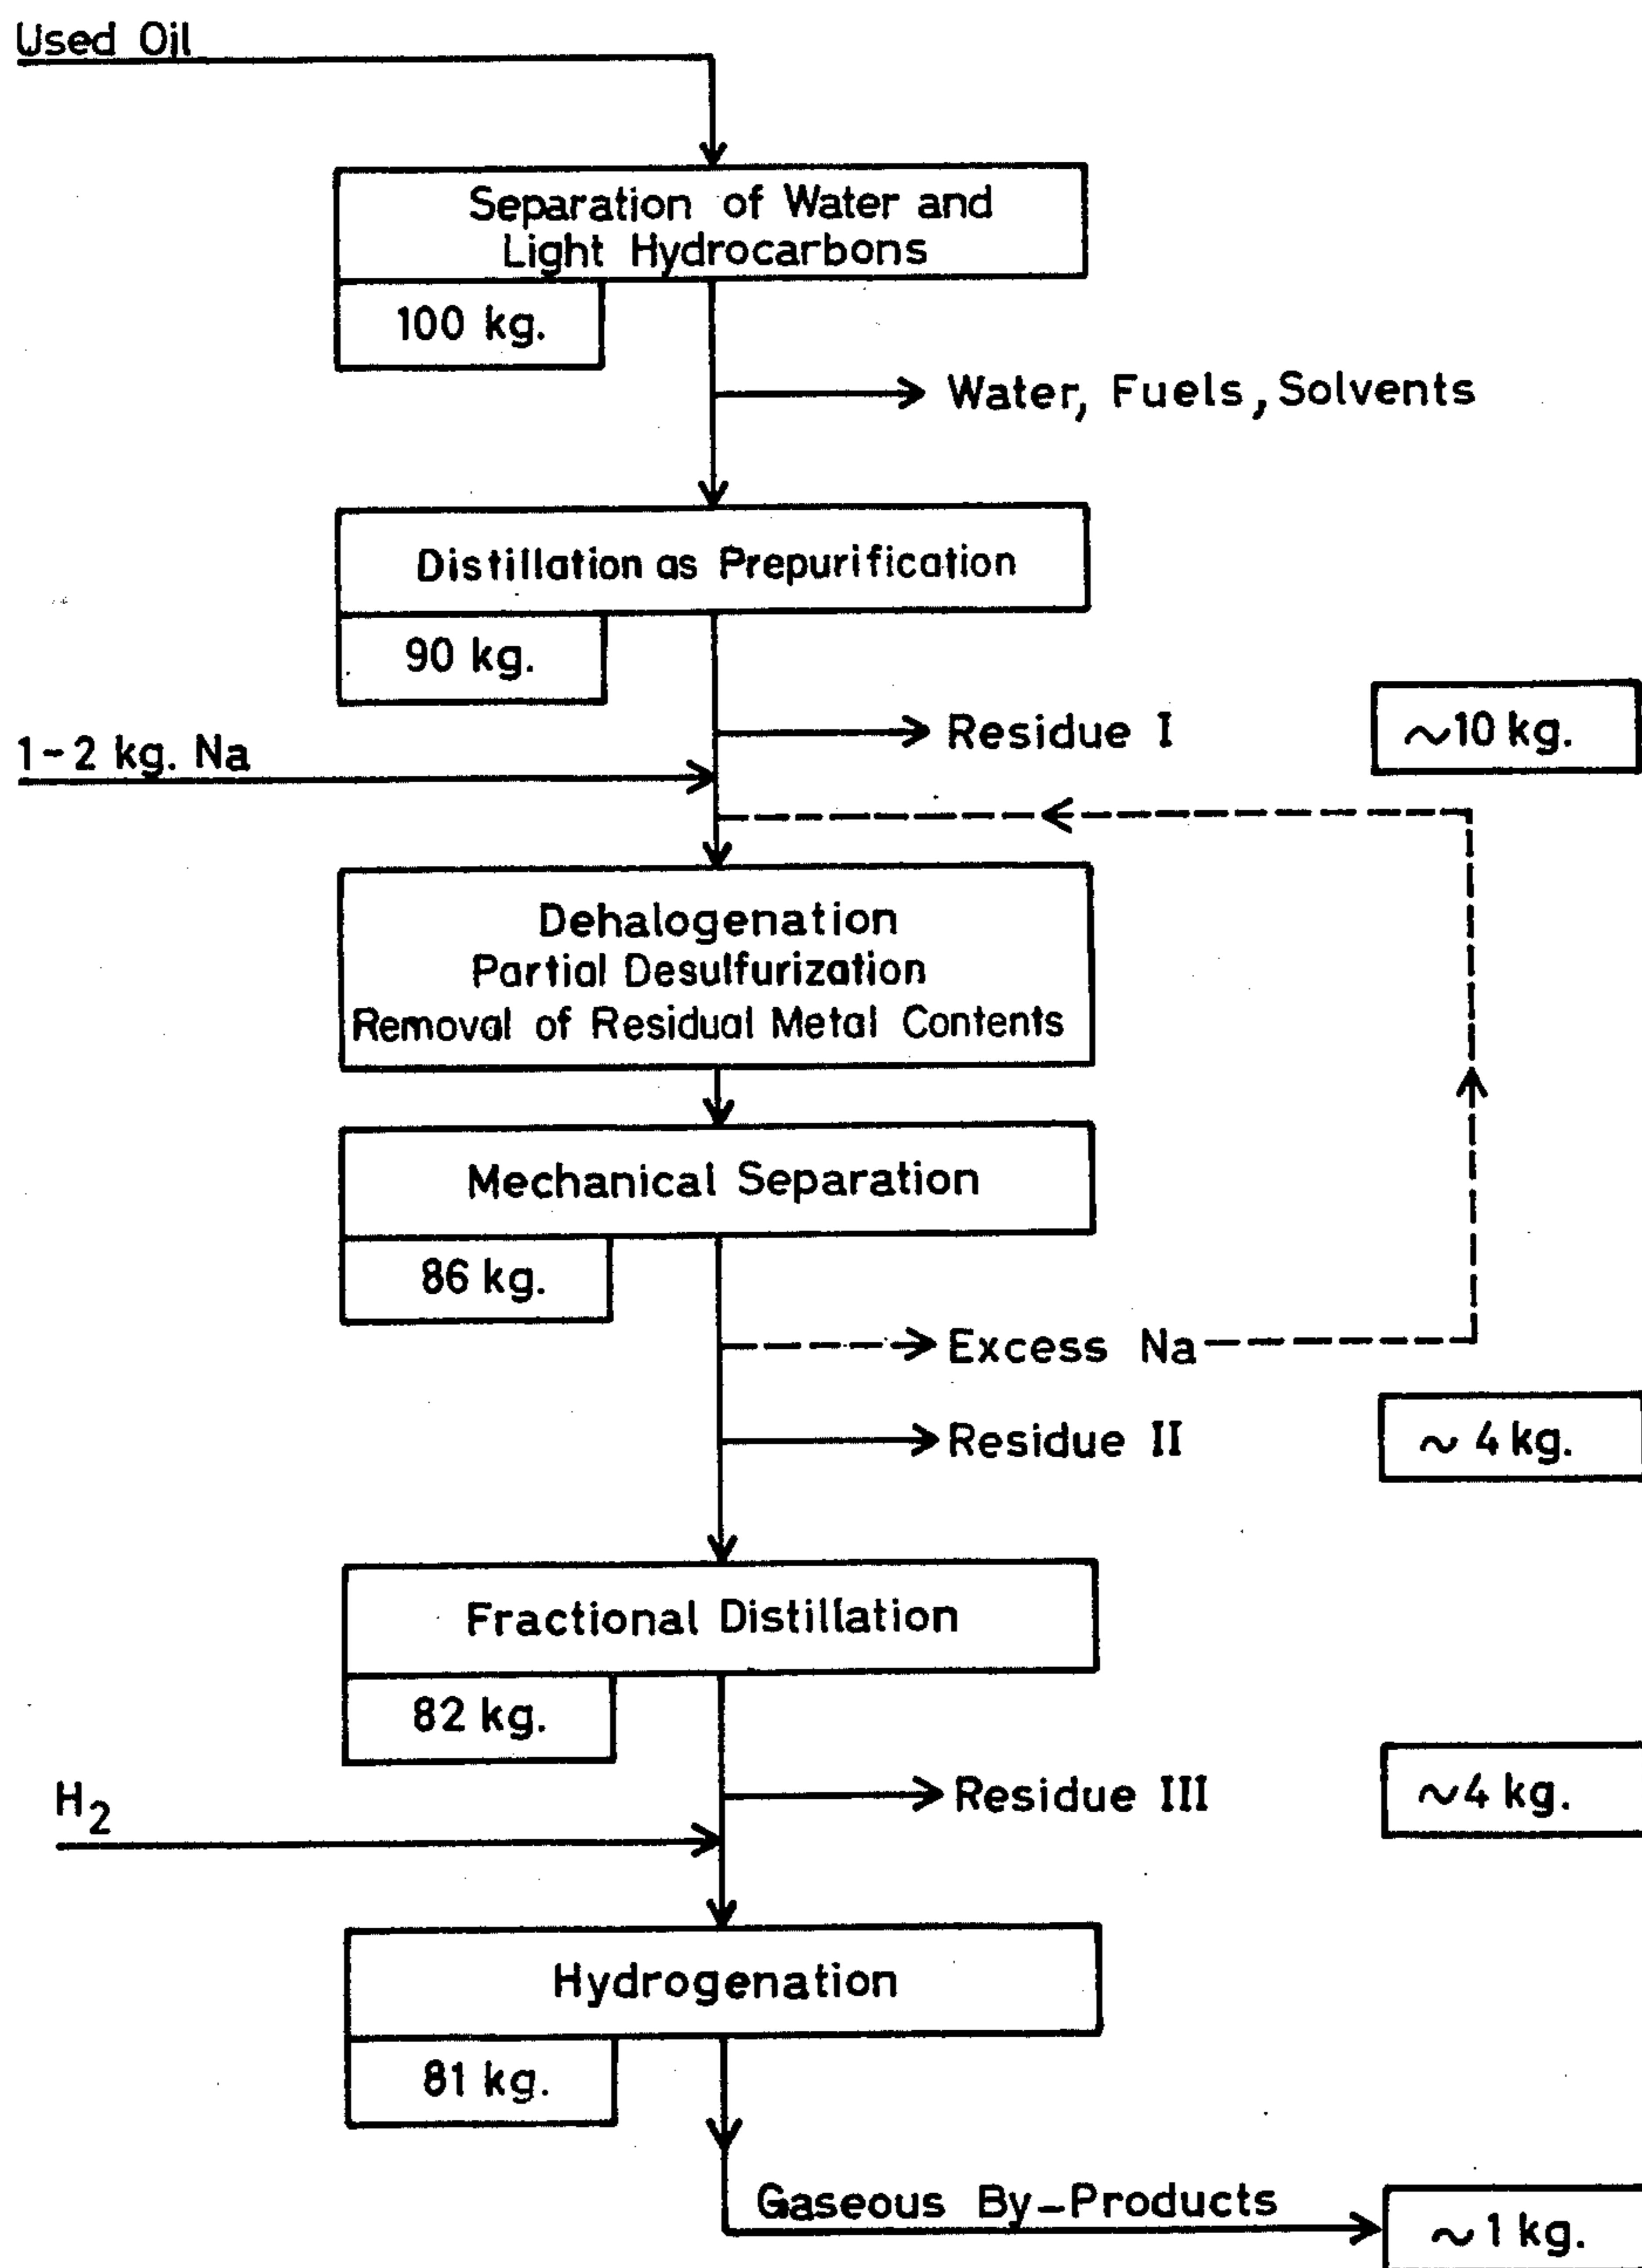 Used Oil
Separation of Water and
Light Hydrocarbons
100 kg.
Water, Fuels, Solvents
Distillation as Prepurification
90 kg.
Residue I
~10 kg.
1-2 kg. Na
Dehalogenation
Partial Desulfurization
Removal of Residual Metal Contents
Mechanical Separation
86 kg.
Excess Na
Residue II
~ 4 kg.
Fractional Distillation
82 kg.
Residue III
~4 kg.
H2
Hydrogenation
81 kg.
Gaseous By-Products
~ 1 kg.